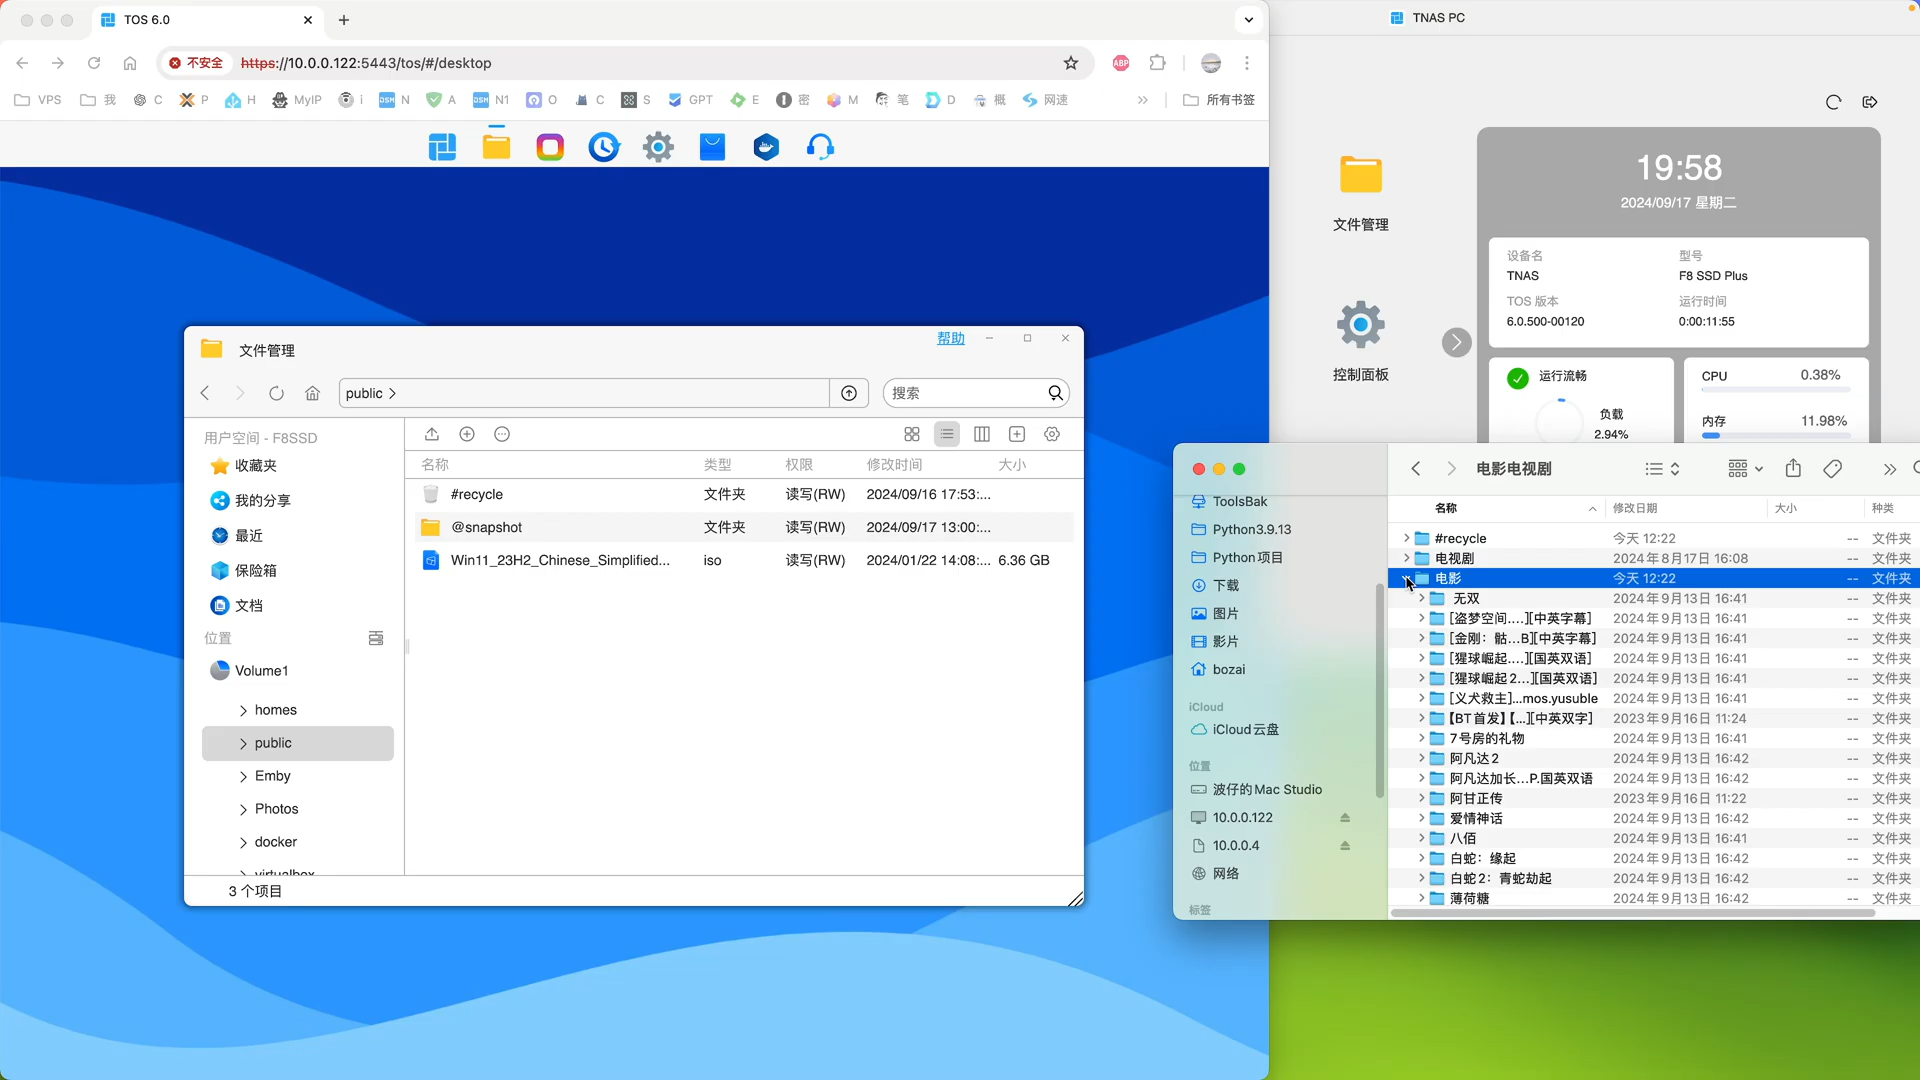 TOS 6.0
不安全
https://10.0.0.122:5443/tos/#/desktop
ABP
VPS 我 C P H MyIP i DSM N A DSM N1 O C S GPT E 密 M 笔 D 概 网速 所有书签
文件管理
帮助
public
搜索
用户空间 - F8SSD
收藏夹
我的分享
最近
保险箱
文档
位置
Volume1
homes
public
Emby
Photos
docker
virtualbox
名称 类型 权限 修改时间 大小
#recycle 文件夹 读写(RW) 2024/09/16 17:53:...
@snapshot 文件夹 读写(RW) 2024/09/17 13:00:...
Win11_23H2_Chinese_Simplified... iso 读写(RW) 2024/01/22 14:08:... 6.36 GB
3 个项目
TNAS PC
文件管理
控制面板
19:58
2024/09/17 星期二
设备名 型号
TNAS F8 SSD Plus
TOS 版本 运行时间
6.0.500-00120 0:00:11:55
运行流畅
负载
2.94%
CPU 0.38%
内存 11.98%
ToolsBak
Python3.9.13
Python项目
下载
图片
影片
bozai
iCloud
iCloud云盘
位置
波仔的Mac Studio
10.0.0.122
10.0.0.4
网络
标签
电影电视剧
名称 修改日期 大小 种类
#recycle 今天 12:22 -- 文件夹
电视剧 2024年8月17日 16:08 -- 文件夹
电影 今天 12:22 -- 文件夹
无双 2024年9月13日 16:41 -- 文件夹
[盗梦空间....][中英字幕] 2024年9月13日 16:41 -- 文件夹
[金刚：骷...B][中英字幕] 2024年9月13日 16:41 -- 文件夹
[猩球崛起....][国英双语] 2024年9月13日 16:41 -- 文件夹
[猩球崛起2...][国英双语] 2024年9月13日 16:41 -- 文件夹
[义犬救主]...mos.yusuble 2024年9月13日 16:41 -- 文件夹
【BT首发】【...][中英双字] 2023年9月16日 11:24 -- 文件夹
7号房的礼物 2024年9月13日 16:41 -- 文件夹
阿凡达2 2024年9月13日 16:42 -- 文件夹
阿凡达加长...P.国英双语 2024年9月13日 16:42 -- 文件夹
阿甘正传 2023年9月16日 11:22 -- 文件夹
爱情神话 2024年9月13日 16:42 -- 文件夹
八佰 2024年9月13日 16:41 -- 文件夹
白蛇：缘起 2024年9月13日 16:42 -- 文件夹
白蛇2：青蛇劫起 2024年9月13日 16:42 -- 文件夹
薄荷糖 2024年9月13日 16:42 -- 文件夹